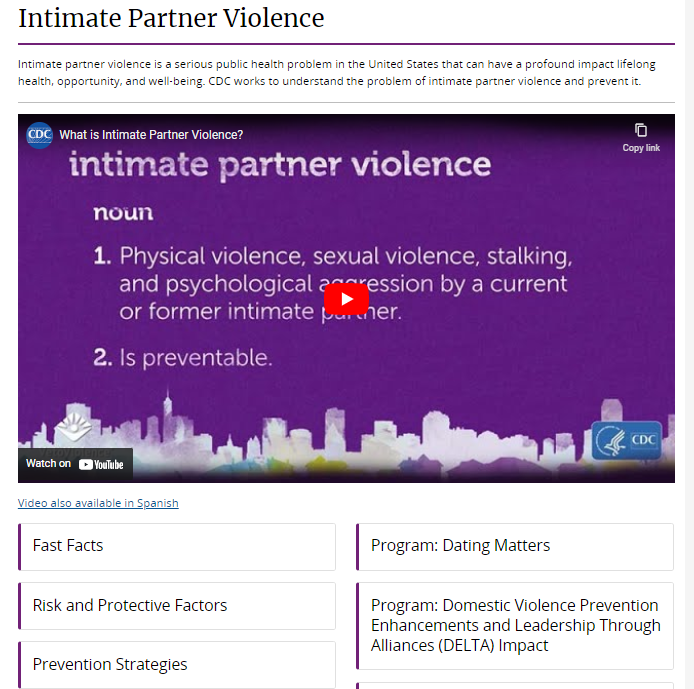 Intimate Partner Violence
Intimate partner violence is a serious public health problem in the United States that can have a profound impact lifelong
health, opportunity, and well-being. CDC works to understand the problem of intimate partner violence and prevent it.
CDC What is Intimate Partner Violence?
Copy link
intimate partner violence
noun
1. Physical violence, sexual violence, stalking,
and psychological aggression by a current
or former intimate partner.
2. Is preventable.
CDC
Watch on YouTube
Video also available in Spanish
Fast Facts
Risk and Protective Factors
Prevention Strategies
Program: Dating Matters
Program: Domestic Violence Prevention
Enhancements and Leadership Through
Alliances (DELTA) Impact